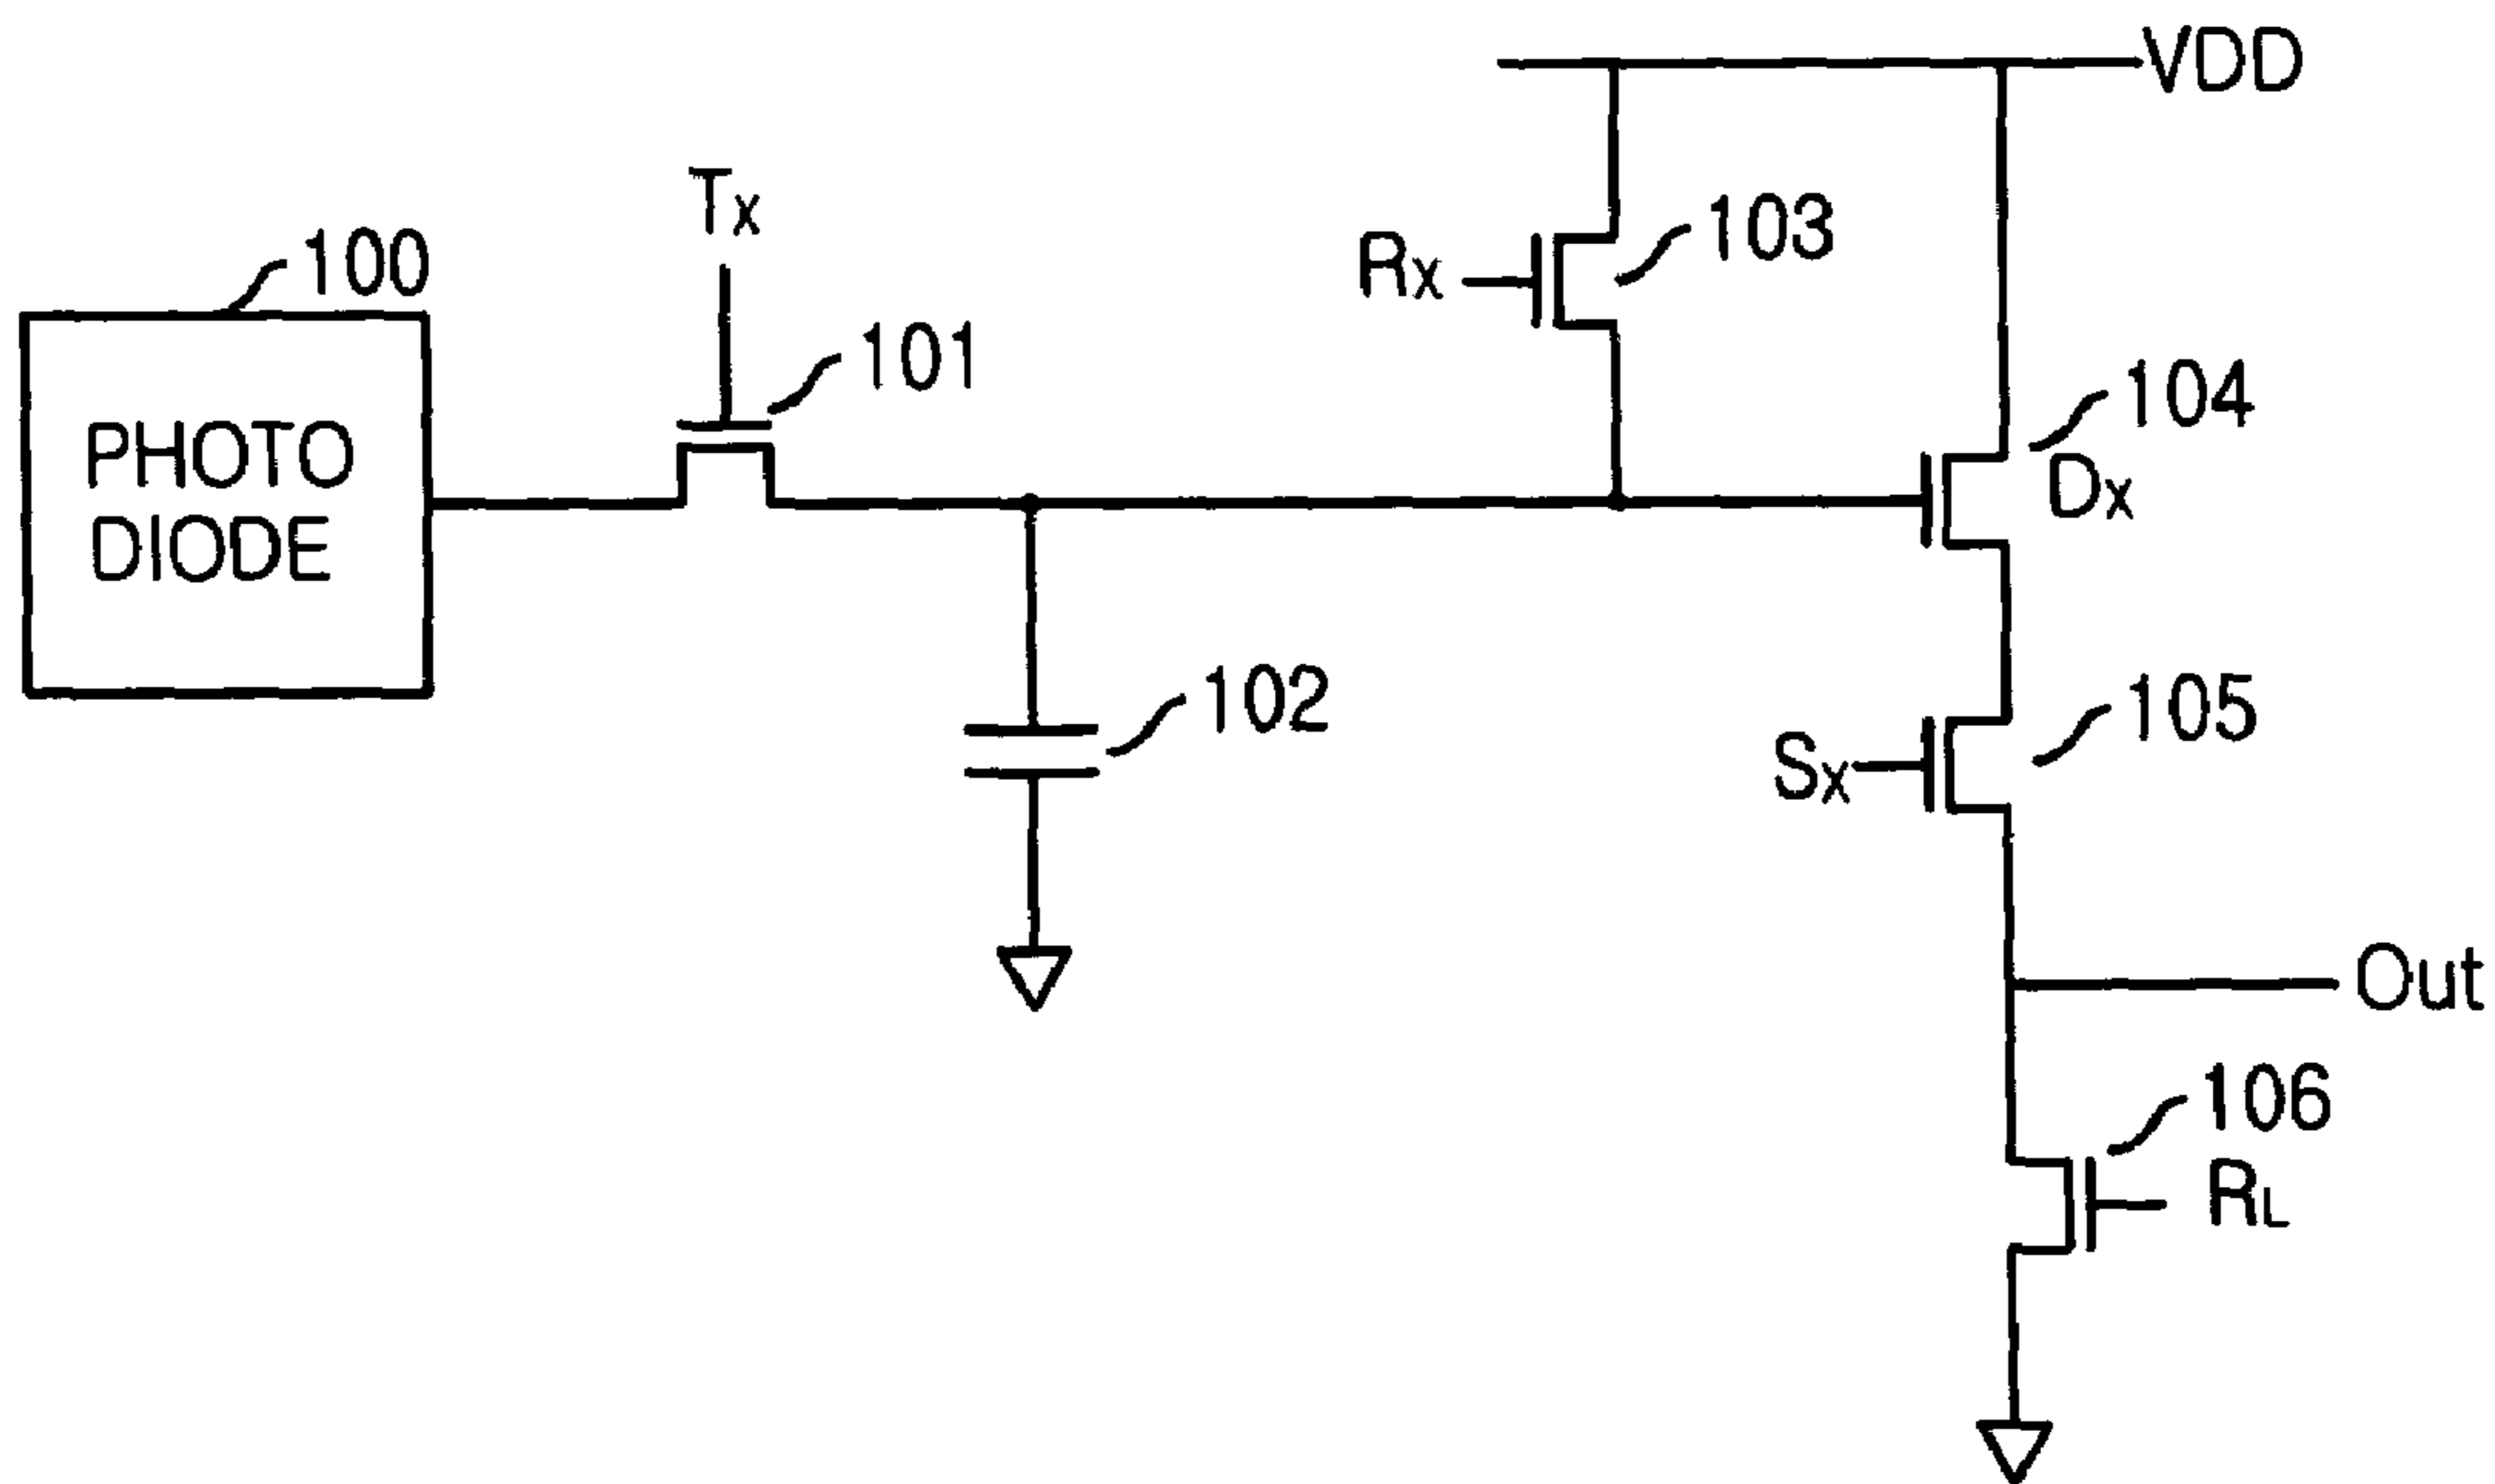 VDD
Tx
103
Rx
100
101
104
Dx
PHOTO
DIODE
102
105
Sx
Out
106
RL